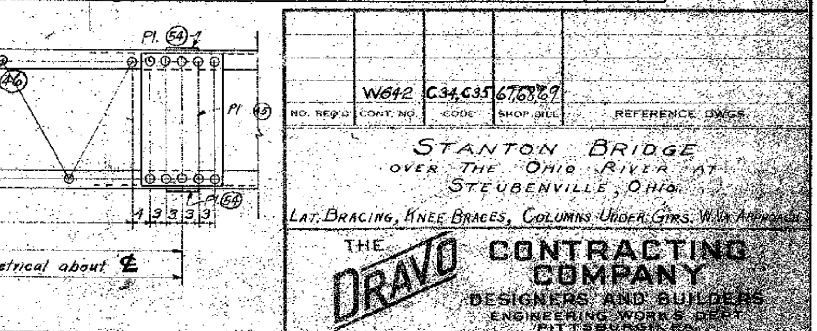 Pl. 54
46
Pl 45
Pl. 54
4 3 3 3 3
etrical about ℄
W642 C34, C35 67,68,69
NO. REQ'D CONT. NO. CODE SHOP BILL REFERENCE DWGS.
STANTON BRIDGE
OVER THE OHIO RIVER AT
STEUBENVILLE, OHIO.
LAT. BRACING, KNEE BRACES, COLUMNS UNDER GIRS. W.VA. APPROACH
THE
DRAVO
CONTRACTING
COMPANY
DESIGNERS AND BUILDERS
ENGINEERING WORKS DEPT.
PITTSBURGH, PA.